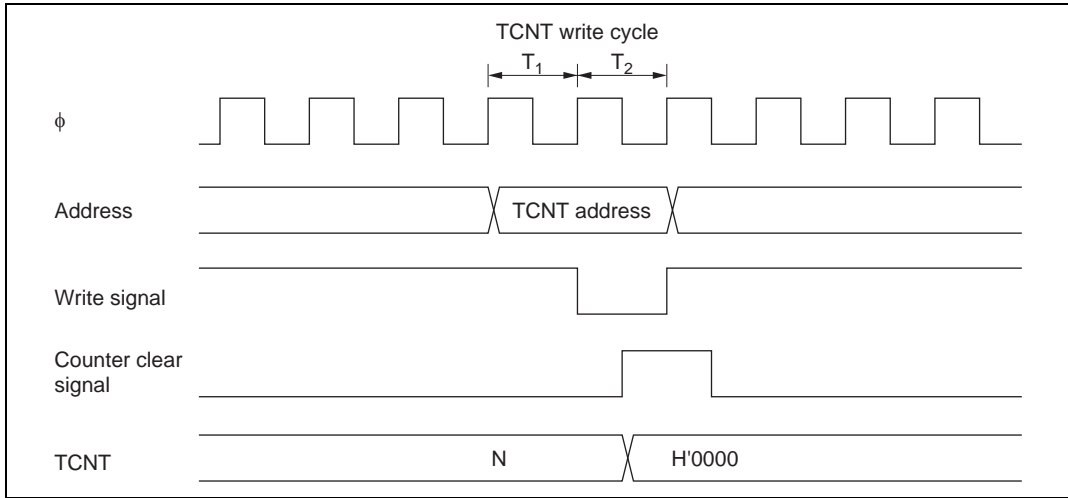 TCNT write cycle
T₁ T₂
ϕ
Address
TCNT address
Write signal
Counter clear
signal
TCNT
N
H'0000